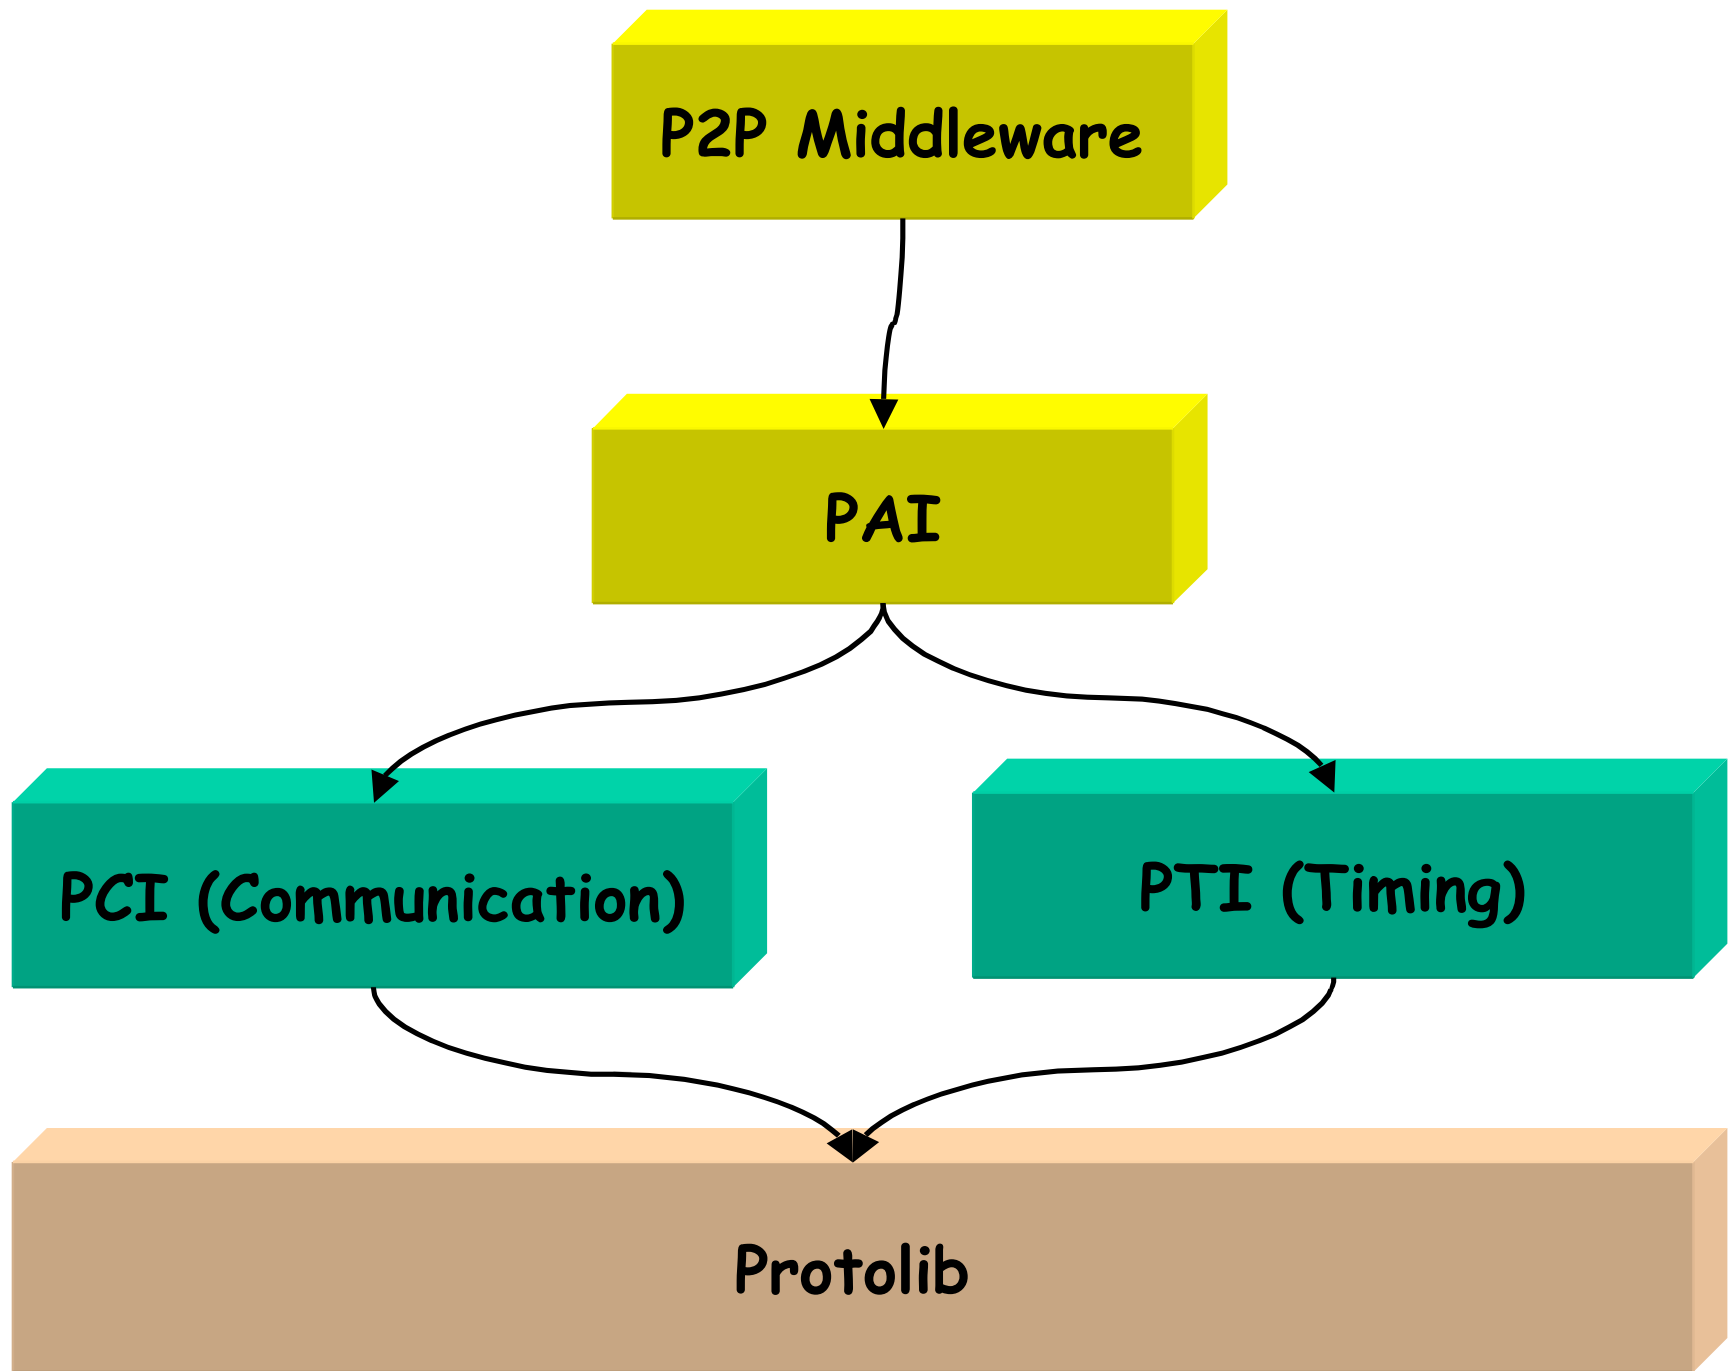 P2P Middleware
PAI
PCI (Communication)
PTI (Timing)
Protolib